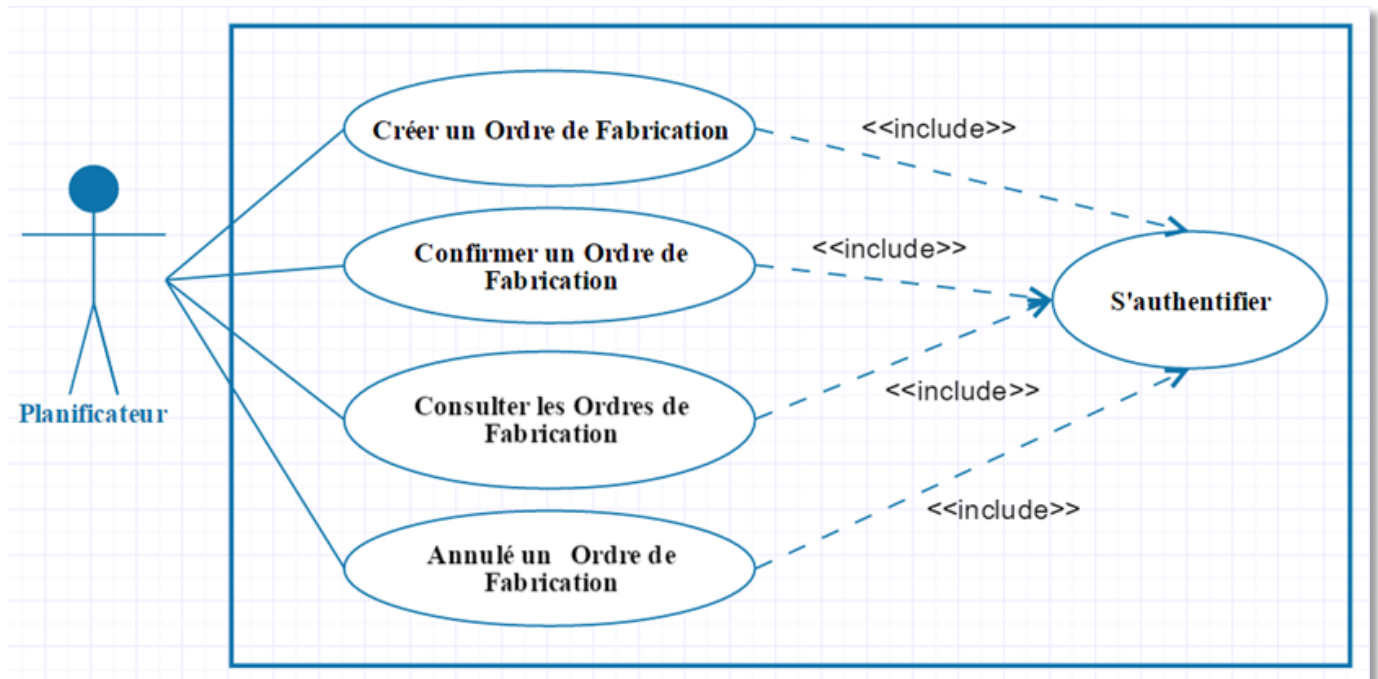 Créer un Ordre de Fabrication
<<include>>
Confirmer un Ordre de
Fabrication
<<include>>
S'authentifier
Planificateur
Consulter les Ordres de
Fabrication
<<include>>
Annulé un Ordre de
Fabrication
<<include>>